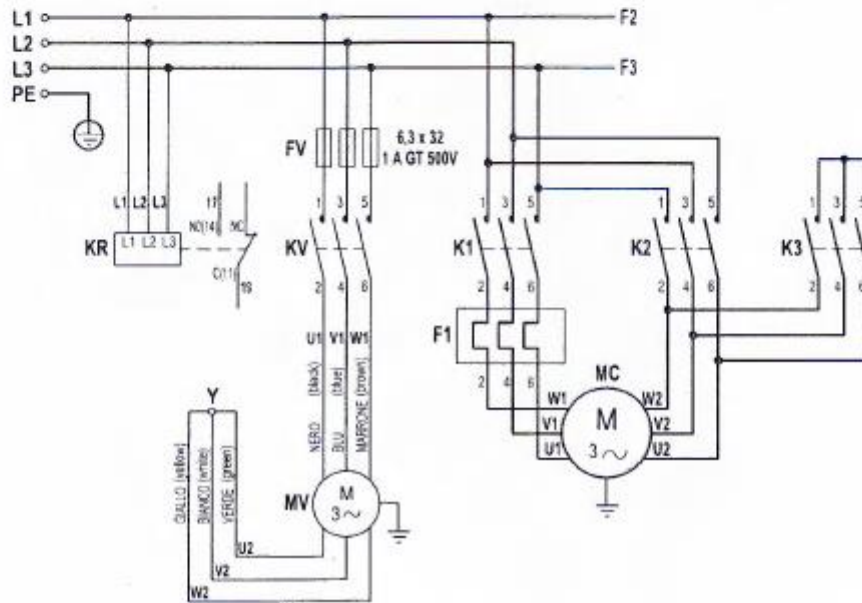 L1 F2
L2
L3 F3
PE
FV 6,3 x 32
1 A GT 500V
L1 L2 L3 17
NO(14) NC
KR L1 L2 L3
C(11)
18
1 3 5 1 3 5 1 3 5
KV K1 K2 K3
2 4 6 2 4 6 2 4 6 2 4 6
F1
U1 V1 W1
NERO (black)
BLU (blue)
MARRONE (brown)
2 4 6
MC
W1 W2
V1 M V2
U1 3 ~ U2
Y
GIALLO (yellow)
BIANCO (white)
VERDE (green)
MV M
3 ~
U2
V2
W2